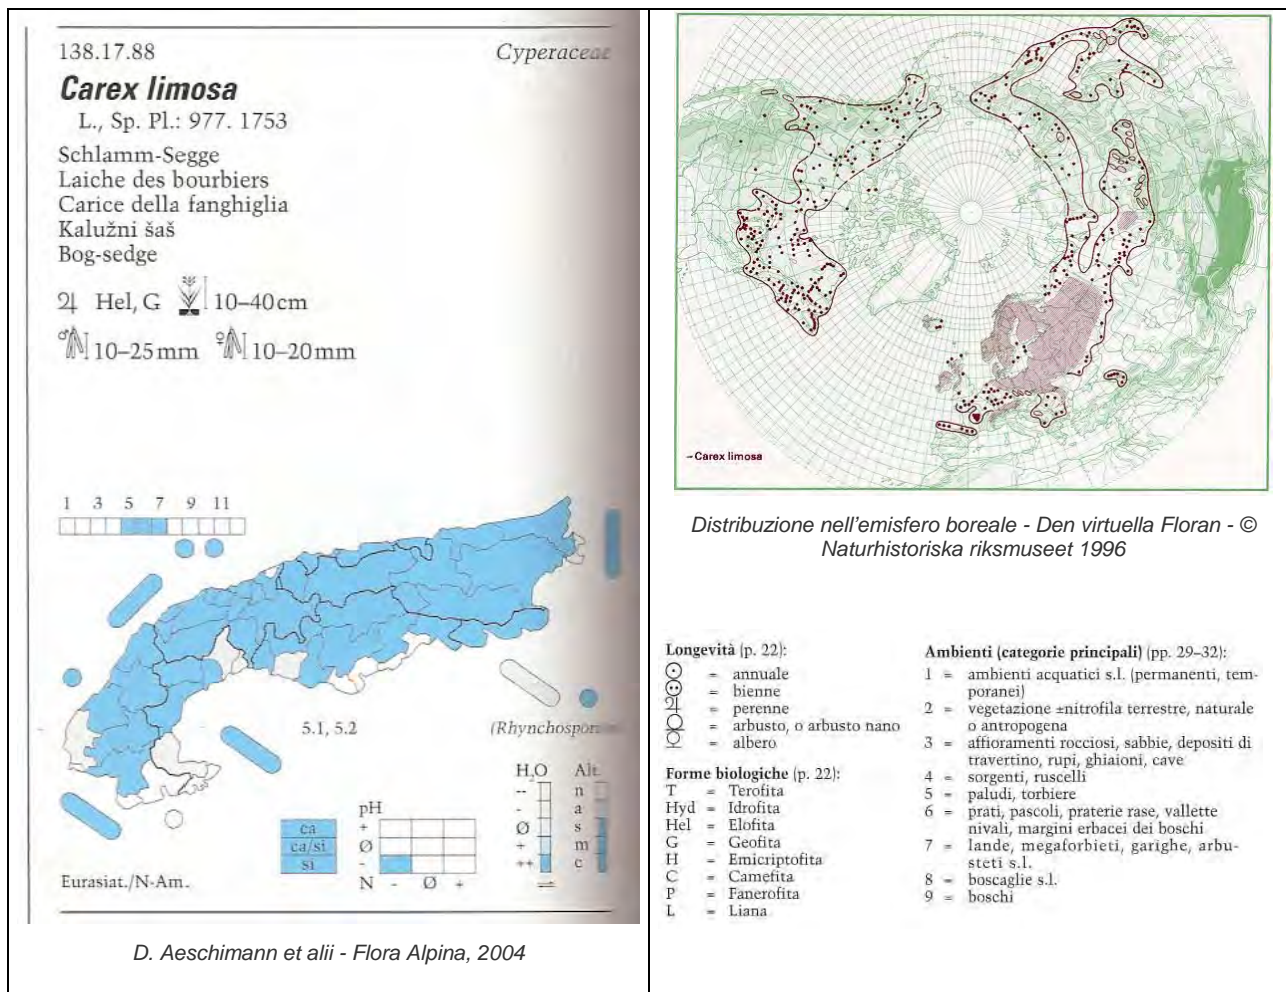 138.17.88 Cyperaceae
Carex limosa
L., Sp. Pl.: 977. 1753
Schlamm-Segge
Laiche des bourbiers
Carice della fanghiglia
Kalužni šaš
Bog-sedge
♃ Hel, G 10–40cm
♂ 10–25mm ♀ 10–20mm
1 3 5 7 9 11
5.1, 5.2
H2O Alt.
-- n
- a
Ø s
+ m
++ c
pH
ca +
ca/si Ø
si -
N - Ø +
Eurasiat./N-Am.
D. Aeschimann et alii - Flora Alpina, 2004
Carex limosa
Distribuzione nell'emisfero boreale - Den virtuella Floran - ©
Naturhistoriska riksmuseet 1996
Longevità (p. 22):
= annuale
= bienne
♃ = perenne
= arbusto, o arbusto nano
= albero
Forme biologiche (p. 22):
T = Terofita
Hyd = Idrofita
Hel = Elofita
G = Geofita
H = Emicriptofita
C = Camefita
P = Fanerofita
L = Liana
Ambienti (categorie principali) (pp. 29–32):
1 = ambienti acquatici s.l. (permanenti, tem-
poranei)
2 = vegetazione ±nitrofila terrestre, naturale
o antropogena
3 = affioramenti rocciosi, sabbie, depositi di
travertino, rupi, ghiaioni, cave
4 = sorgenti, ruscelli
5 = paludi, torbiere
6 = prati, pascoli, praterie rase, vallette
nivali, margini erbacei dei boschi
7 = lande, megaforbieti, garighe, arbu-
steti s.l.
8 = boscaglie s.l.
9 = boschi